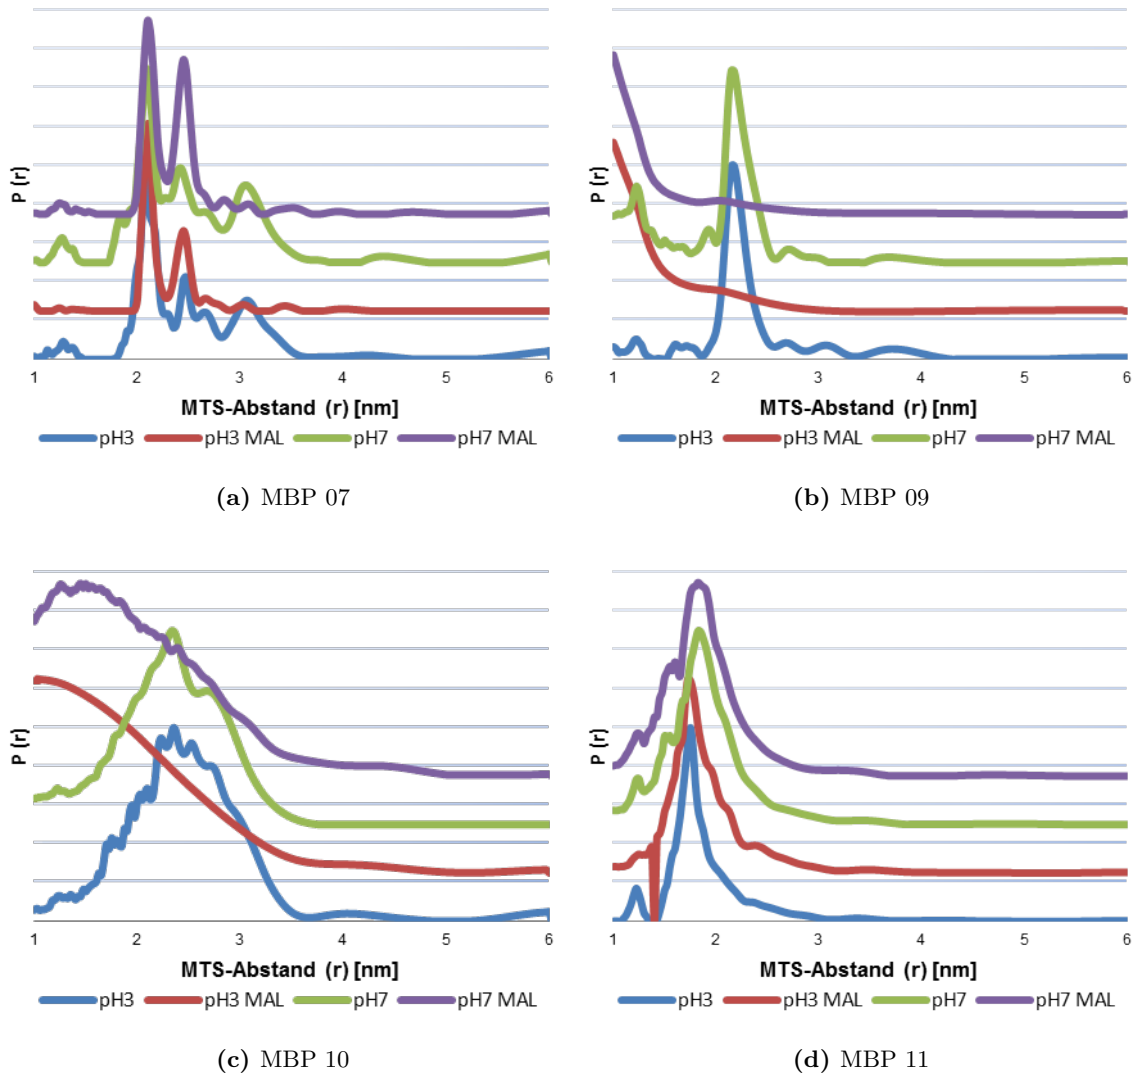 P (r)
1 2 3 4 5 6
MTS-Abstand (r) [nm]
pH3 pH3 MAL pH7 pH7 MAL
(a) MBP 07
P (r)
1 2 3 4 5 6
MTS-Abstand (r) [nm]
pH3 pH3 MAL pH7 pH7 MAL
(b) MBP 09
P (r)
1 2 3 4 5 6
MTS-Abstand (r) [nm]
pH3 pH3 MAL pH7 pH7 MAL
(c) MBP 10
P (r)
1 2 3 4 5 6
MTS-Abstand (r) [nm]
pH3 pH3 MAL pH7 pH7 MAL
(d) MBP 11